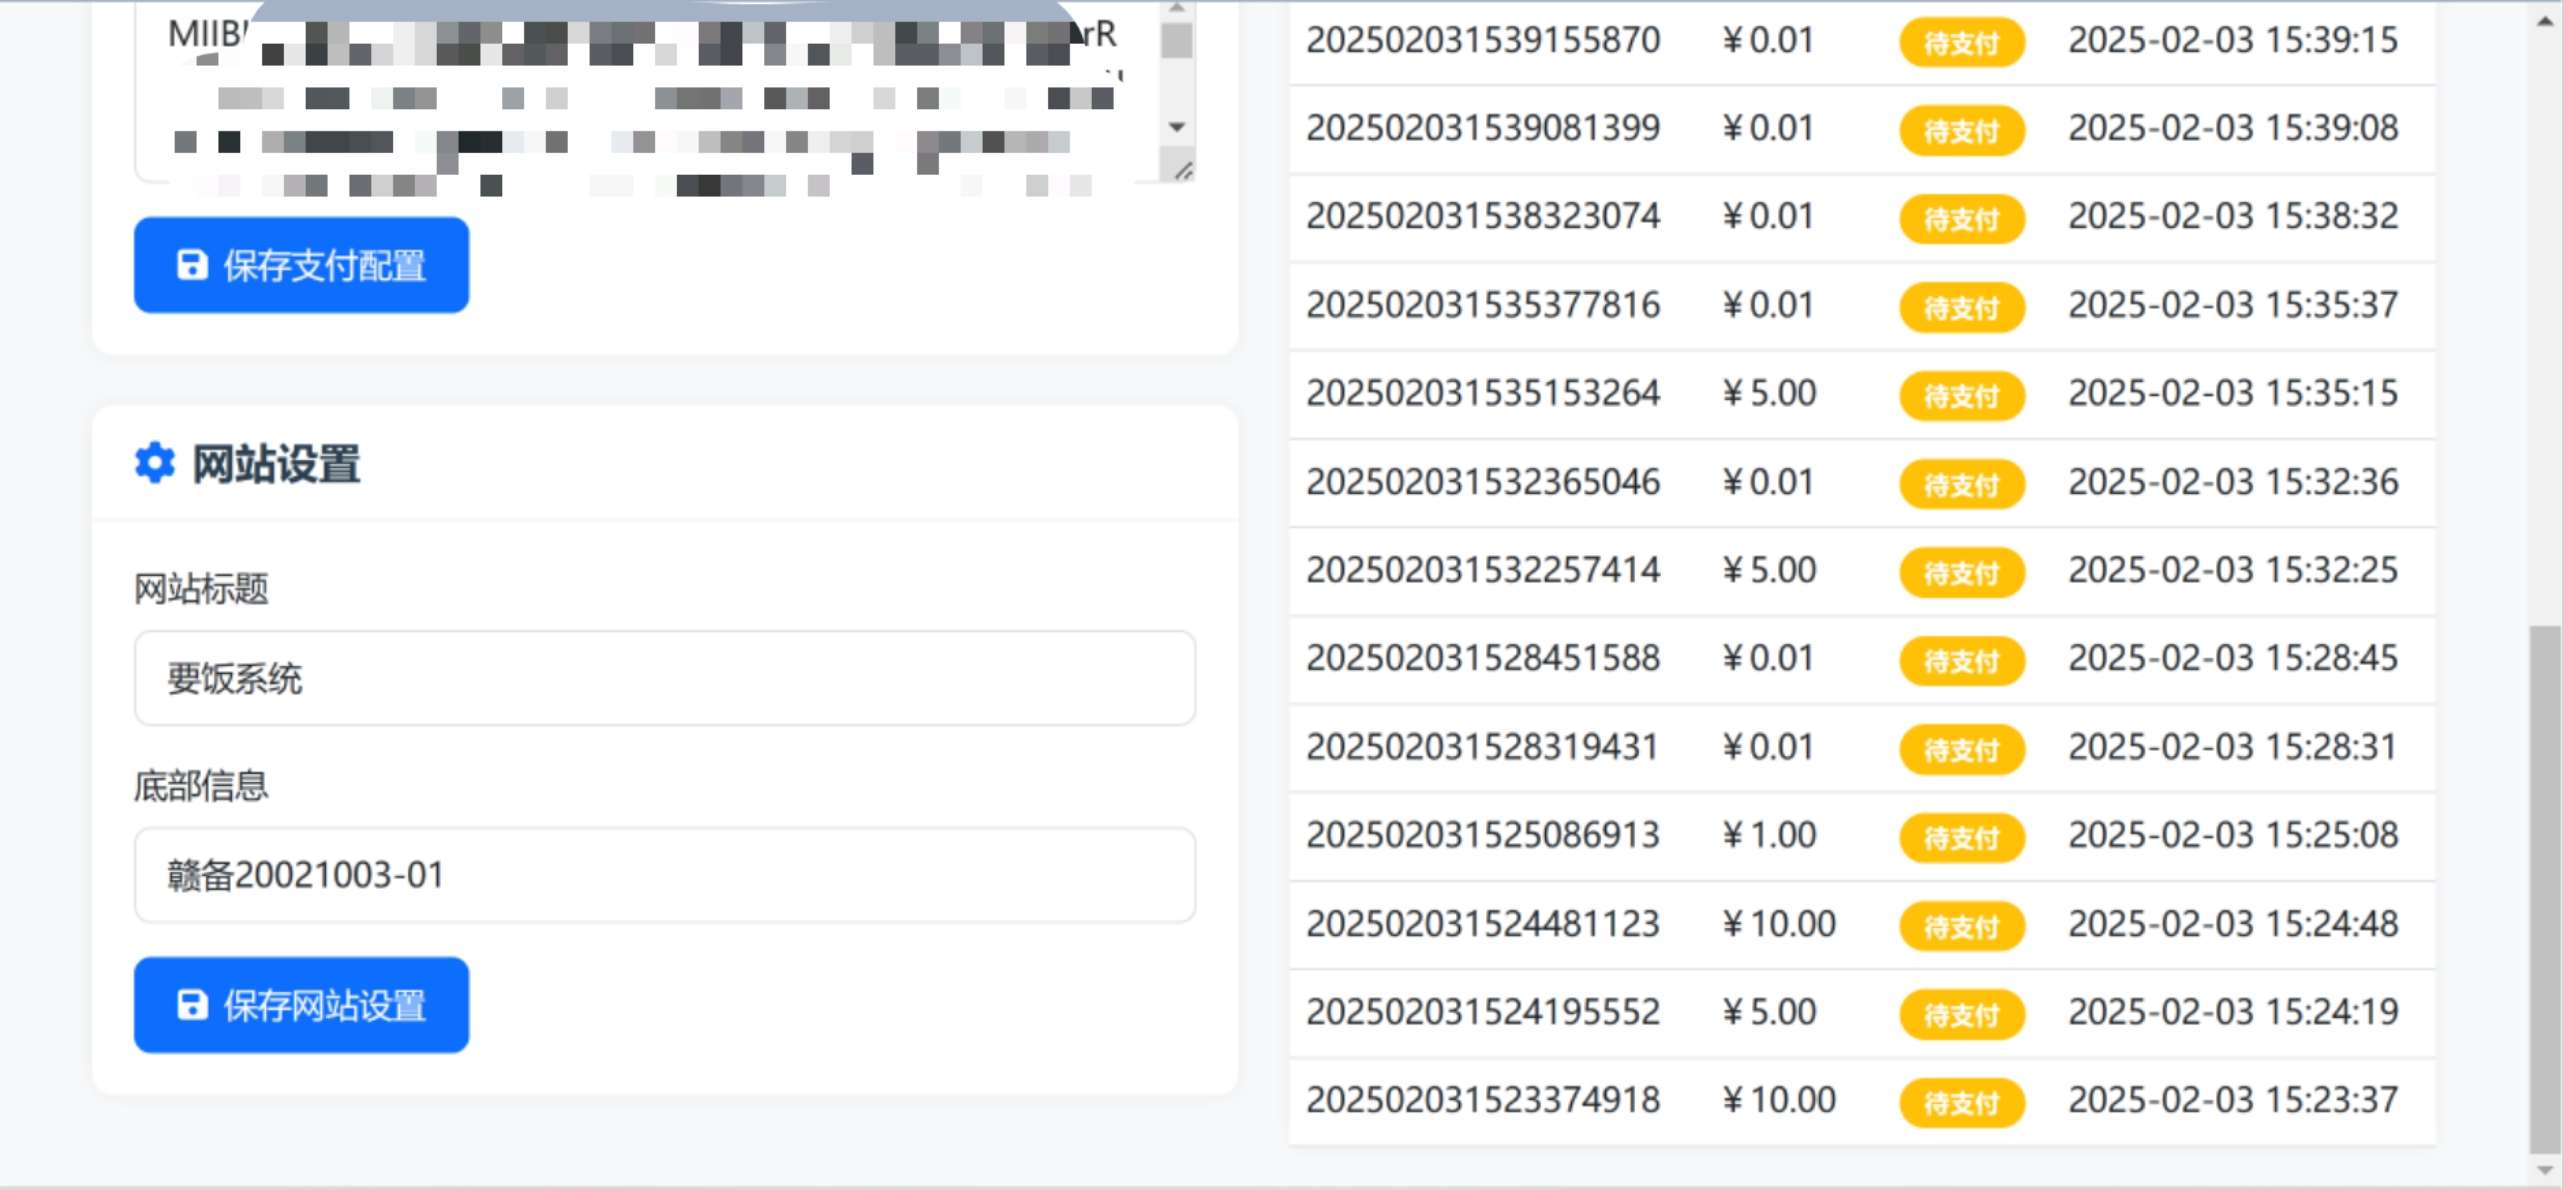 MIIB
rR
保存支付配置
网站设置
网站标题
要饭系统
底部信息
赣备20021003-01
保存网站设置
202502031539155870 ¥0.01 待支付 2025-02-03 15:39:15
202502031539081399 ¥0.01 待支付 2025-02-03 15:39:08
202502031538323074 ¥0.01 待支付 2025-02-03 15:38:32
202502031535377816 ¥0.01 待支付 2025-02-03 15:35:37
202502031535153264 ¥5.00 待支付 2025-02-03 15:35:15
202502031532365046 ¥0.01 待支付 2025-02-03 15:32:36
202502031532257414 ¥5.00 待支付 2025-02-03 15:32:25
202502031528451588 ¥0.01 待支付 2025-02-03 15:28:45
202502031528319431 ¥0.01 待支付 2025-02-03 15:28:31
202502031525086913 ¥1.00 待支付 2025-02-03 15:25:08
202502031524481123 ¥10.00 待支付 2025-02-03 15:24:48
202502031524195552 ¥5.00 待支付 2025-02-03 15:24:19
202502031523374918 ¥10.00 待支付 2025-02-03 15:23:37